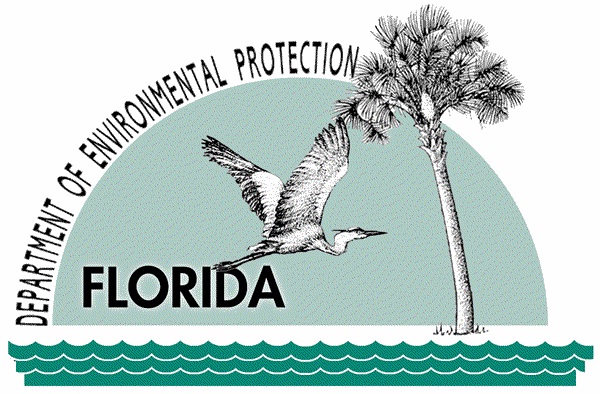 DEPARTMENT OF ENVIRONMENTAL PROTECTION
FLORIDA